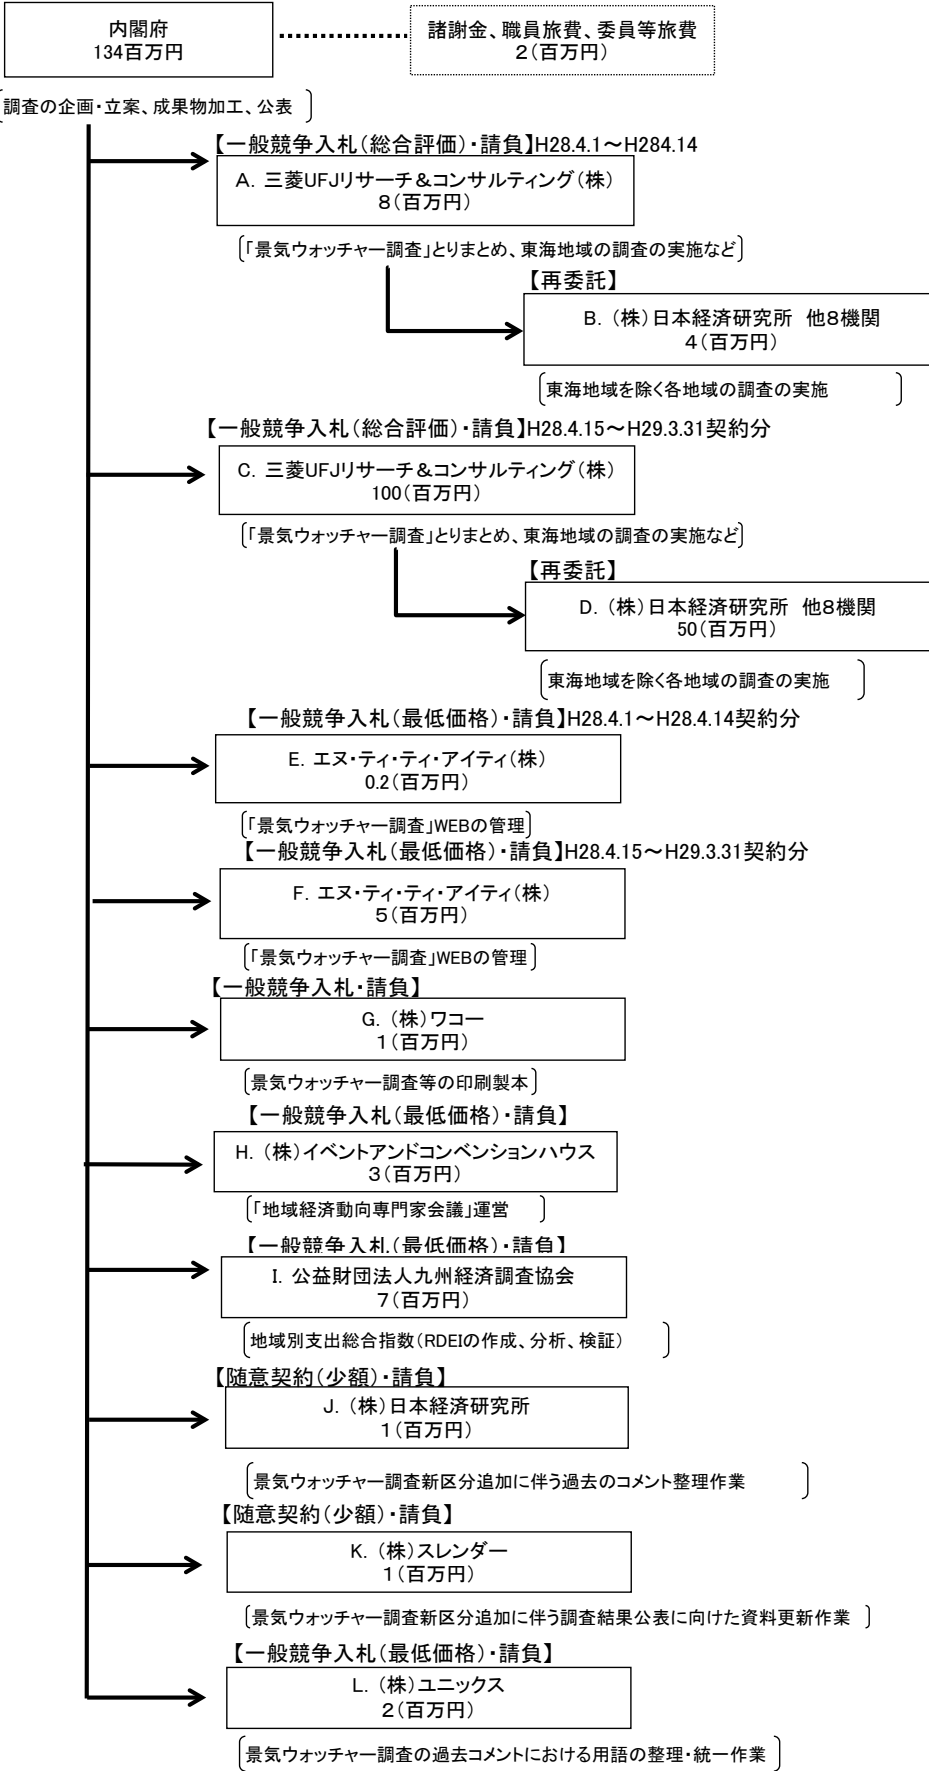 内閣府
134百万円
諸謝金、職員旅費、委員等旅費
2(百万円)
調査の企画・立案、成果物加工、公表
【一般競争入札(総合評価)・請負】H28.4.1～H284.14
A. 三菱UFJリサーチ&コンサルティング(株)
8(百万円)
「景気ウォッチャー調査」とりまとめ、東海地域の調査の実施など
【再委託】
B. (株)日本経済研究所 他8機関
4(百万円)
東海地域を除く各地域の調査の実施
【一般競争入札(総合評価)・請負】H28.4.15～H29.3.31契約分
C. 三菱UFJリサーチ&コンサルティング(株)
100(百万円)
「景気ウォッチャー調査」とりまとめ、東海地域の調査の実施など
【再委託】
D. (株)日本経済研究所 他8機関
50(百万円)
東海地域を除く各地域の調査の実施
【一般競争入札(最低価格)・請負】H28.4.1～H28.4.14契約分
E. エヌ・ティ・ティ・アイティ(株)
0.2(百万円)
「景気ウォッチャー調査」WEBの管理
【一般競争入札(最低価格)・請負】H28.4.15～H29.3.31契約分
F. エヌ・ティ・ティ・アイティ(株)
5(百万円)
「景気ウォッチャー調査」WEBの管理
【一般競争入札・請負】
G. (株)ワコー
1(百万円)
景気ウォッチャー調査等の印刷製本
【一般競争入札(最低価格)・請負】
H. (株)イベントアンドコンベンションハウス
3(百万円)
「地域経済動向専門家会議」運営
【一般競争入札(最低価格)・請負】
I. 公益財団法人九州経済調査協会
7(百万円)
地域別支出総合指数(RDEIの作成、分析、検証)
【随意契約(少額)・請負】
J. (株)日本経済研究所
1(百万円)
景気ウォッチャー調査新区分追加に伴う過去のコメント整理作業
【随意契約(少額)・請負】
K. (株)スレンダー
1(百万円)
景気ウォッチャー調査新区分追加に伴う調査結果公表に向けた資料更新作業
【一般競争入札(最低価格)・請負】
L. (株)ユニックス
2(百万円)
景気ウォッチャー調査の過去コメントにおける用語の整理・統一作業